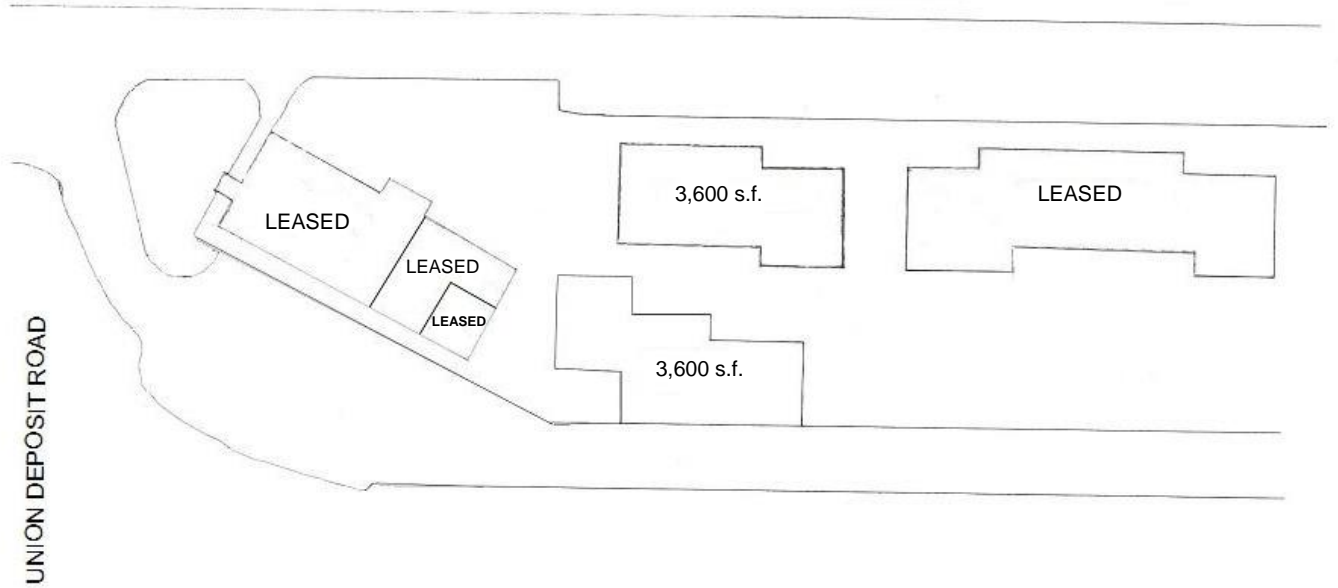 3,600 s.f.
LEASED
LEASED
LEASED
LEASED
3,600 s.f.
UNION DEPOSIT ROAD